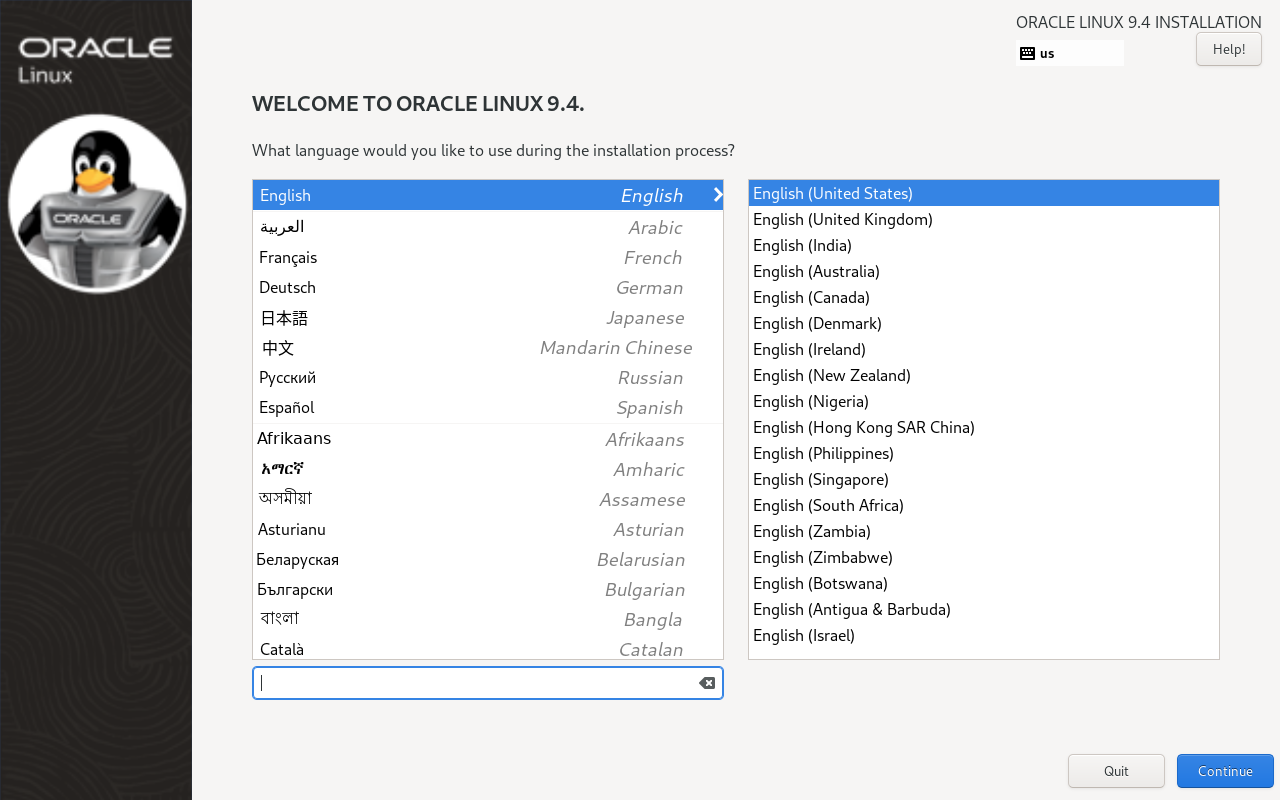 ORACLE
Linux
ORACLE
ORACLE LINUX 9.4 INSTALLATION
us
Help!
WELCOME TO ORACLE LINUX 9.4.
What language would you like to use during the installation process?
English English
العربية Arabic
Français French
Deutsch German
日本語 Japanese
中文 Mandarin Chinese
Русский Russian
Español Spanish
Afrikaans Afrikaans
አማርኛ Amharic
অসমীয়া Assamese
Asturianu Asturian
Беларуская Belarusian
Български Bulgarian
বাংলা Bangla
Català Catalan
English (United States)
English (United Kingdom)
English (India)
English (Australia)
English (Canada)
English (Denmark)
English (Ireland)
English (New Zealand)
English (Nigeria)
English (Hong Kong SAR China)
English (Philippines)
English (Singapore)
English (South Africa)
English (Zambia)
English (Zimbabwe)
English (Botswana)
English (Antigua & Barbuda)
English (Israel)
Quit
Continue